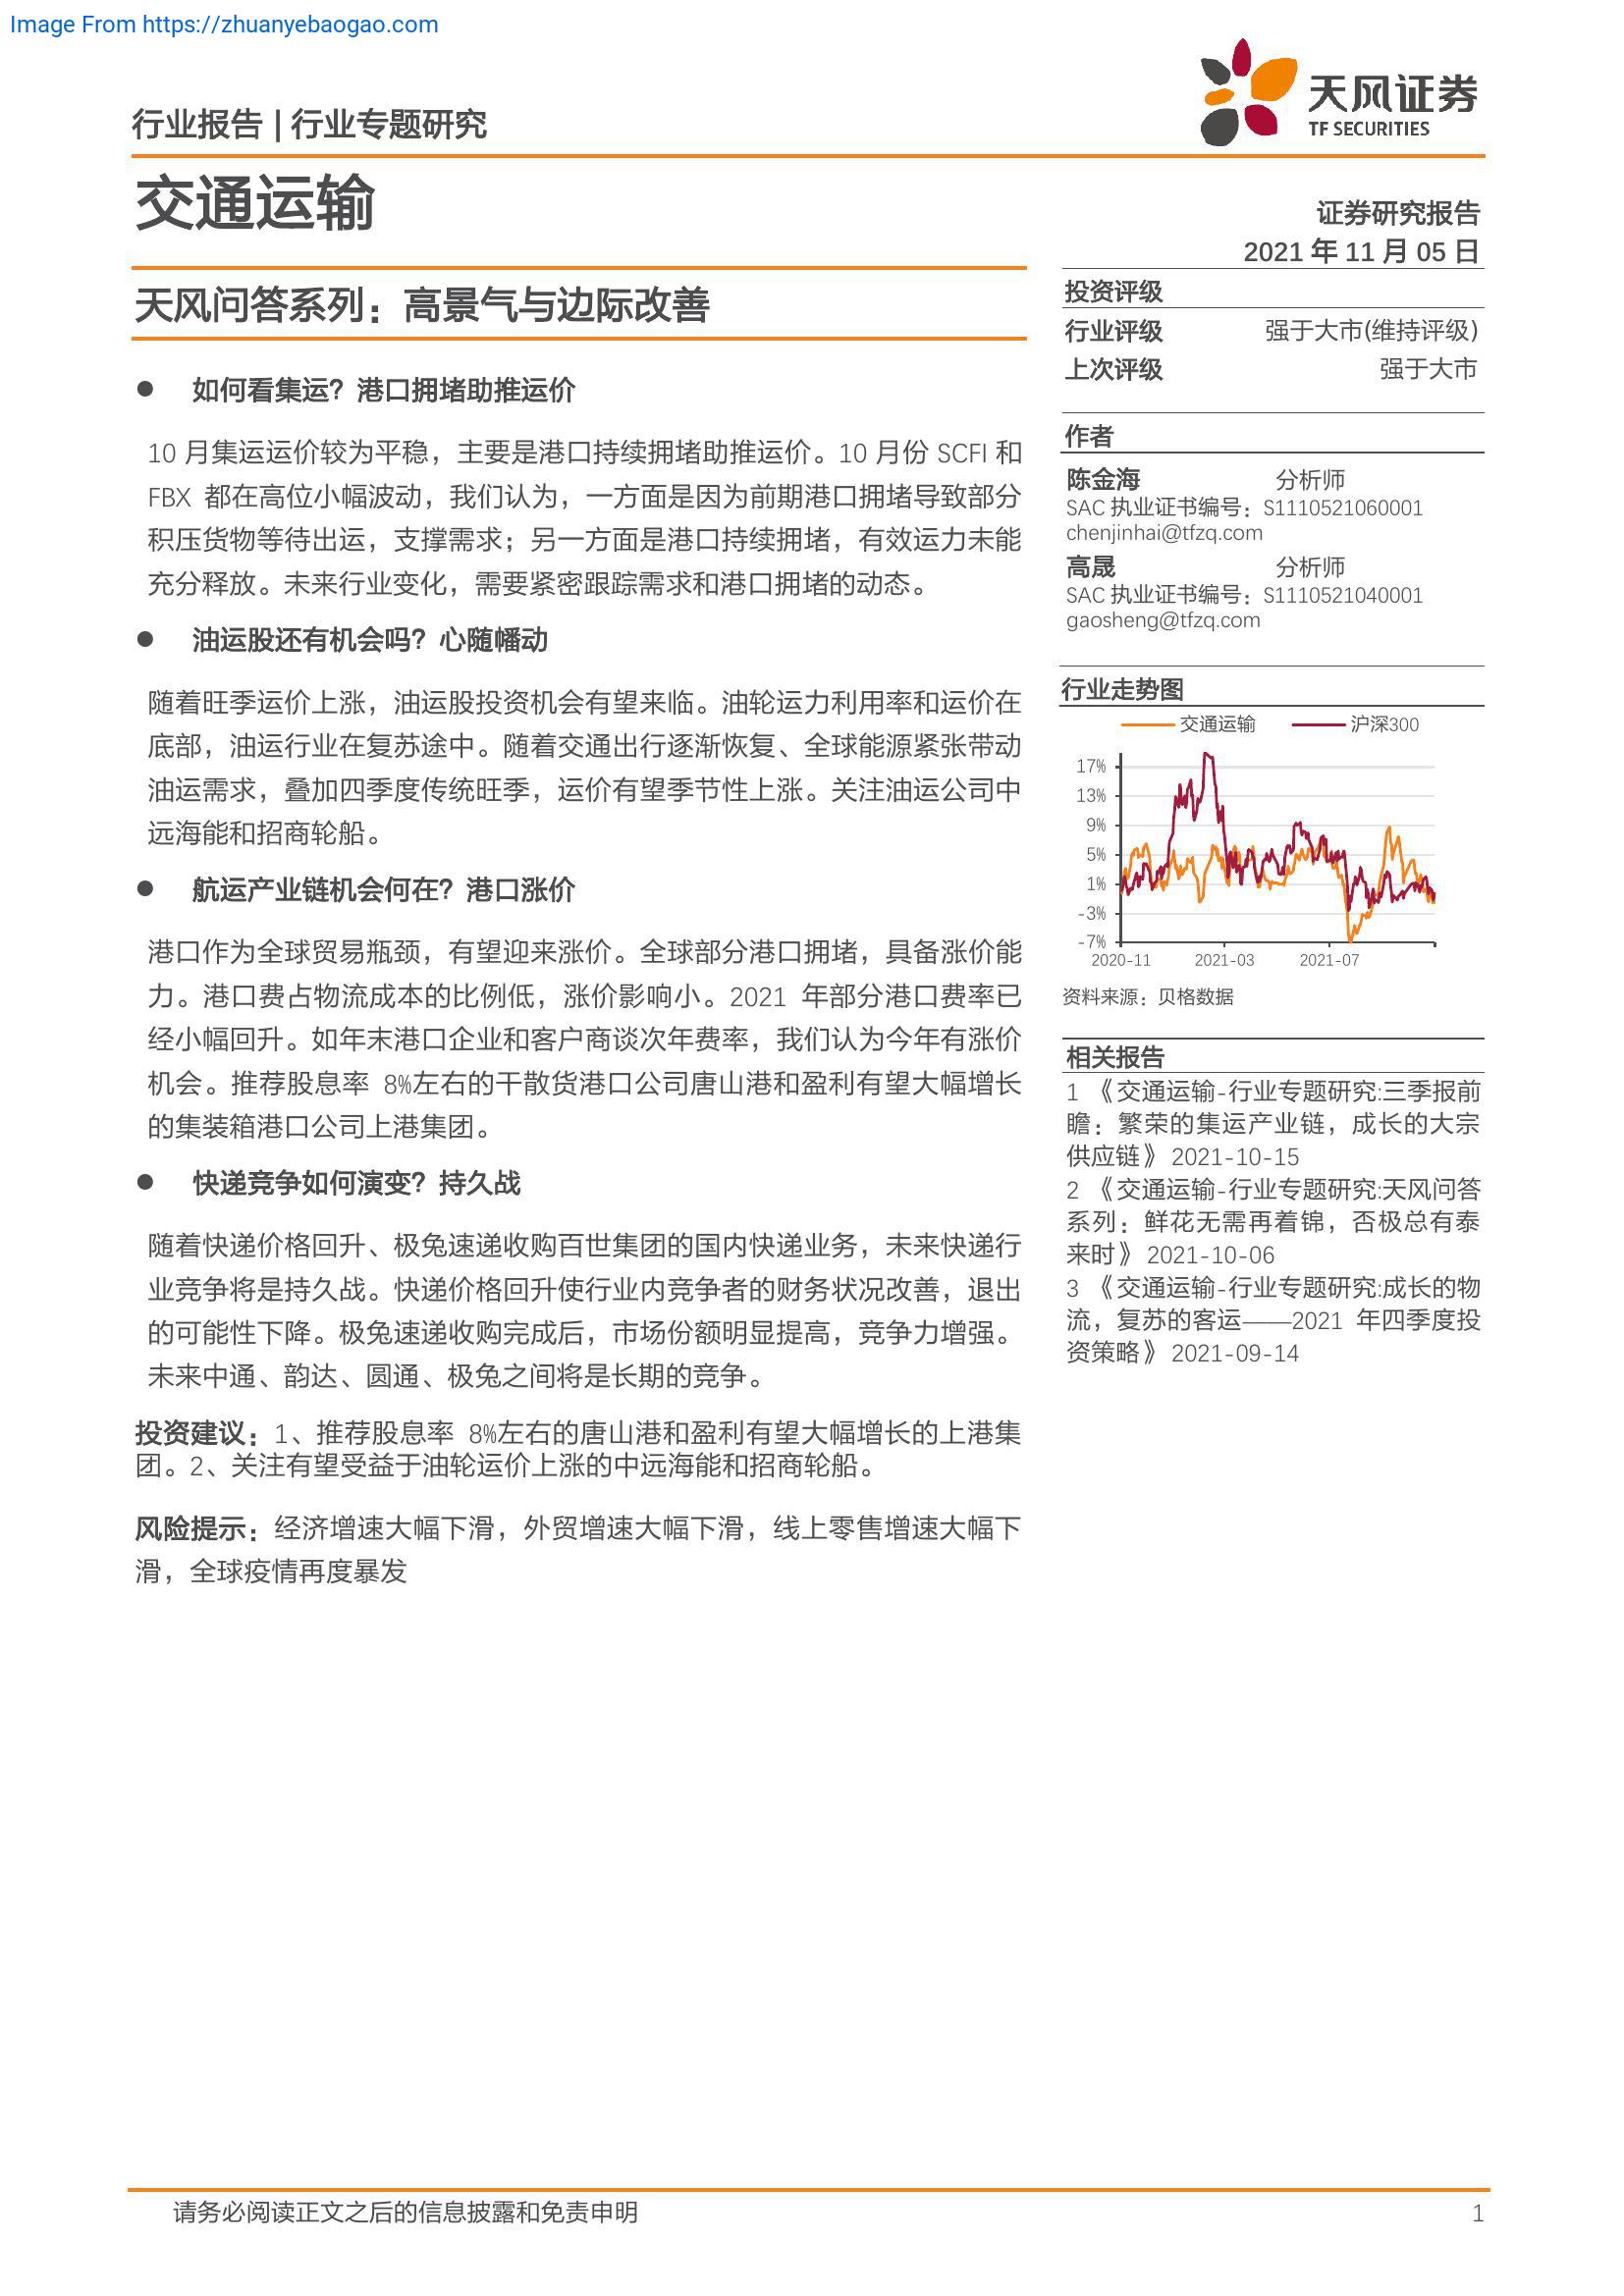 Image From https://zhuanyebaogao.com
行业报告 | 行业专题研究
天风证券
TF SECURITIES
交通运输
证券研究报告
2021 年 11 月 05 日
天风问答系列：高景气与边际改善
● 如何看集运？港口拥堵助推运价
10 月集运运价较为平稳，主要是港口持续拥堵助推运价。10 月份 SCFI 和
FBX 都在高位小幅波动，我们认为，一方面是因为前期港口拥堵导致部分
积压货物等待出运，支撑需求；另一方面是港口持续拥堵，有效运力未能
充分释放。未来行业变化，需要紧密跟踪需求和港口拥堵的动态。
● 油运股还有机会吗？心随幡动
随着旺季运价上涨，油运股投资机会有望来临。油轮运力利用率和运价在
底部，油运行业在复苏途中。随着交通出行逐渐恢复、全球能源紧张带动
油运需求，叠加四季度传统旺季，运价有望季节性上涨。关注油运公司中
远海能和招商轮船。
● 航运产业链机会何在？港口涨价
港口作为全球贸易瓶颈，有望迎来涨价。全球部分港口拥堵，具备涨价能
力。港口费占物流成本的比例低，涨价影响小。2021 年部分港口费率已
经小幅回升。如年末港口企业和客户商谈次年费率，我们认为今年有涨价
机会。推荐股息率 8%左右的干散货港口公司唐山港和盈利有望大幅增长
的集装箱港口公司上港集团。
● 快递竞争如何演变？持久战
随着快递价格回升、极兔速递收购百世集团的国内快递业务，未来快递行
业竞争将是持久战。快递价格回升使行业内竞争者的财务状况改善，退出
的可能性下降。极兔速递收购完成后，市场份额明显提高，竞争力增强。
未来中通、韵达、圆通、极兔之间将是长期的竞争。
投资建议：1、推荐股息率 8%左右的唐山港和盈利有望大幅增长的上港集
团。2、关注有望受益于油轮运价上涨的中远海能和招商轮船。
风险提示：经济增速大幅下滑，外贸增速大幅下滑，线上零售增速大幅下
滑，全球疫情再度暴发
投资评级
行业评级 强于大市(维持评级)
上次评级 强于大市
作者
陈金海 分析师
SAC 执业证书编号：S1110521060001
chenjinhai@tfzq.com
高晟 分析师
SAC 执业证书编号：S1110521040001
gaosheng@tfzq.com
行业走势图
交通运输 沪深300
17%
13%
9%
5%
1%
-3%
-7%
2020-11 2021-03 2021-07
资料来源：贝格数据
相关报告
1 《交通运输-行业专题研究:三季报前
瞻：繁荣的集运产业链，成长的大宗
供应链》 2021-10-15
2 《交通运输-行业专题研究:天风问答
系列：鲜花无需再着锦，否极总有泰
来时》 2021-10-06
3 《交通运输-行业专题研究:成长的物
流，复苏的客运——2021 年四季度投
资策略》 2021-09-14
请务必阅读正文之后的信息披露和免责申明
1